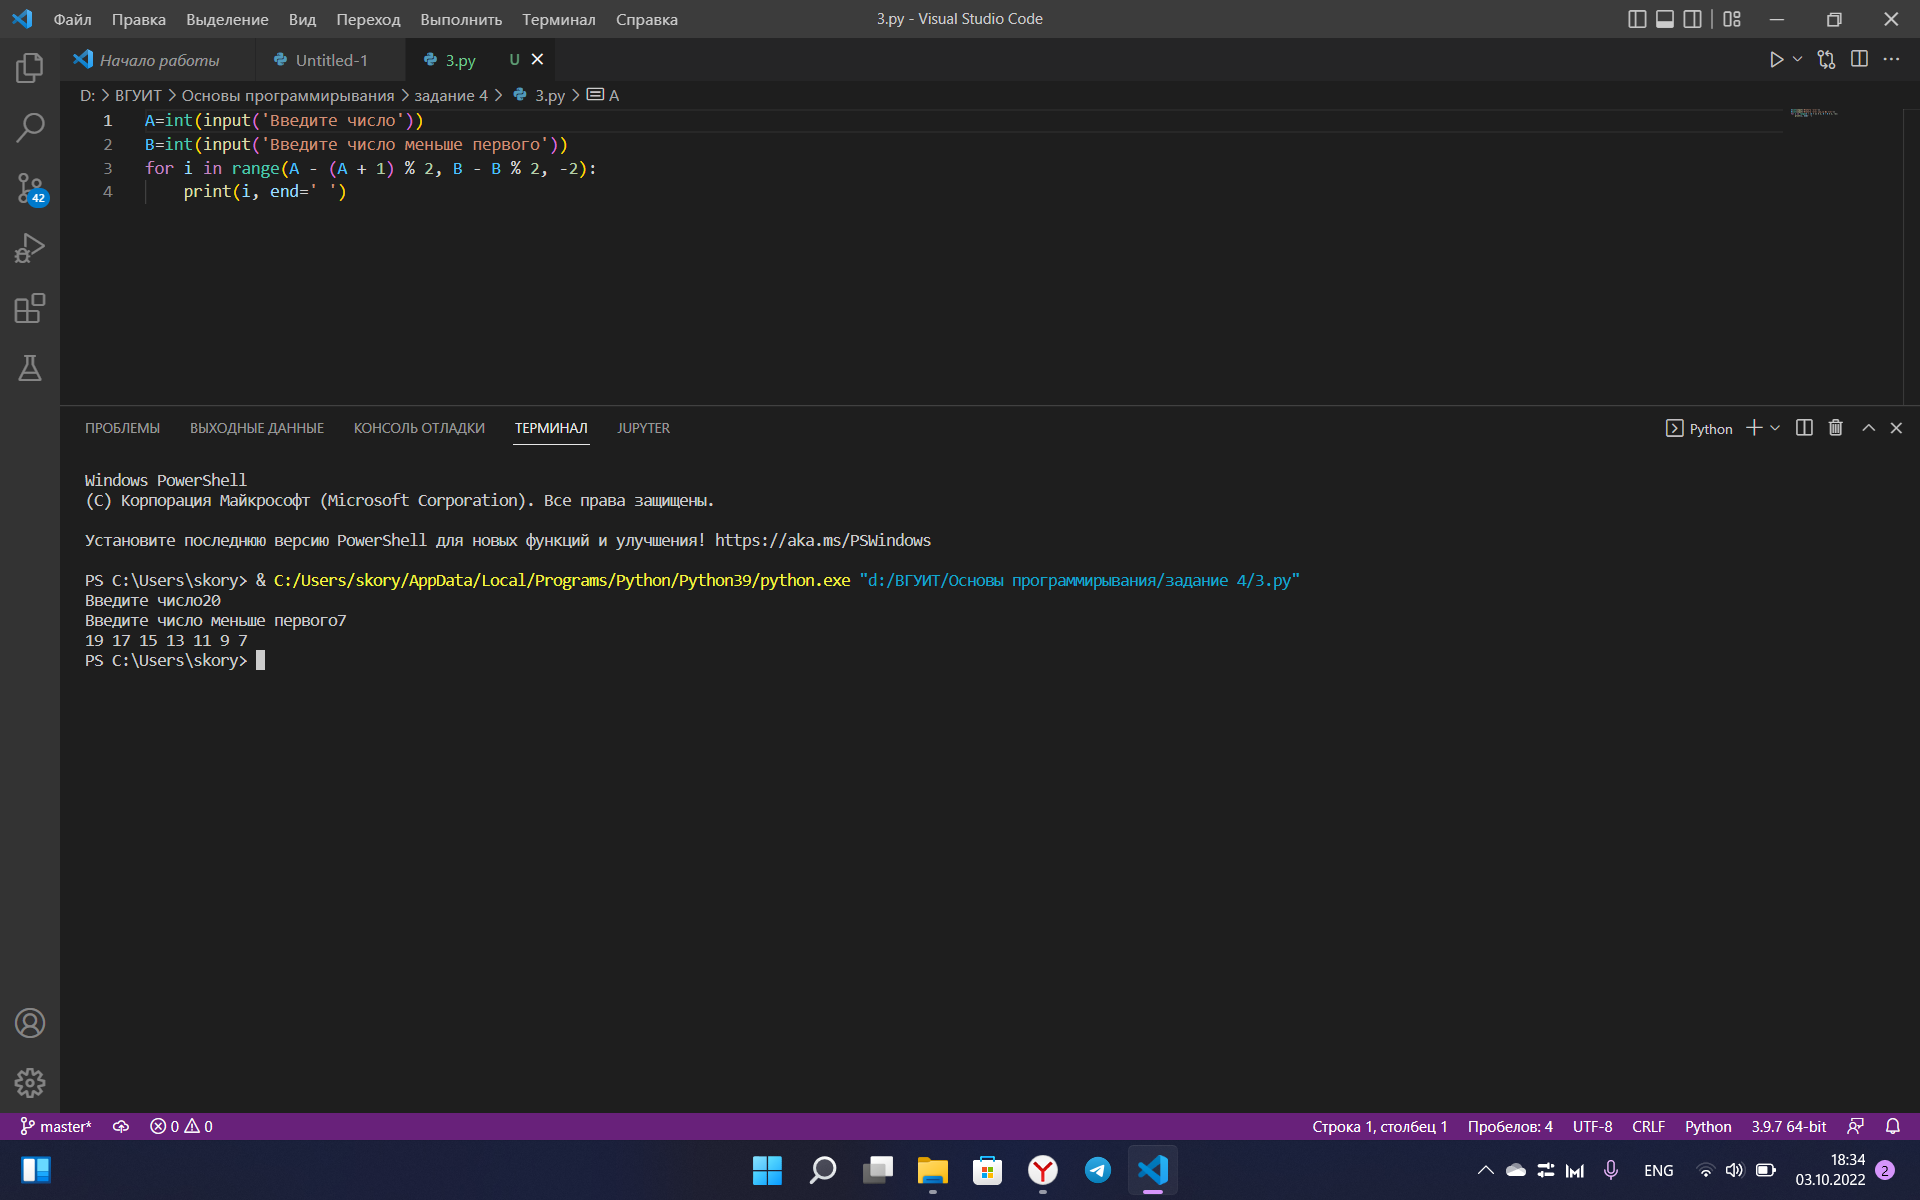 Файл Правка Выделение Вид Переход Выполнить Терминал Справка 3.py - Visual Studio Code
Начало работы Untitled-1 3.py U
D: > ВГУИТ > Основы программирывания > задание 4 > 3.py > A
1 A=int(input('Введите число'))
2 B=int(input('Введите число меньше первого'))
3 for i in range(A - (A + 1) % 2, B - B % 2, -2):
4 print(i, end=' ')
ПРОБЛЕМЫ ВЫХОДНЫЕ ДАННЫЕ КОНСОЛЬ ОТЛАДКИ ТЕРМИНАЛ JUPYTER Python
Windows PowerShell
(C) Корпорация Майкрософт (Microsoft Corporation). Все права защищены.
Установите последнюю версию PowerShell для новых функций и улучшения! https://aka.ms/PSWindows
PS C:\Users\skory> & C:/Users/skory/AppData/Local/Programs/Python/Python39/python.exe "d:/ВГУИТ/Основы программирывания/задание 4/3.py"
Введите число20
Введите число меньше первого7
19 17 15 13 11 9 7
PS C:\Users\skory>
42
master* 0 0 Строка 1, столбец 1 Пробелов: 4 UTF-8 CRLF Python 3.9.7 64-bit
ENG 18:34
03.10.2022 2